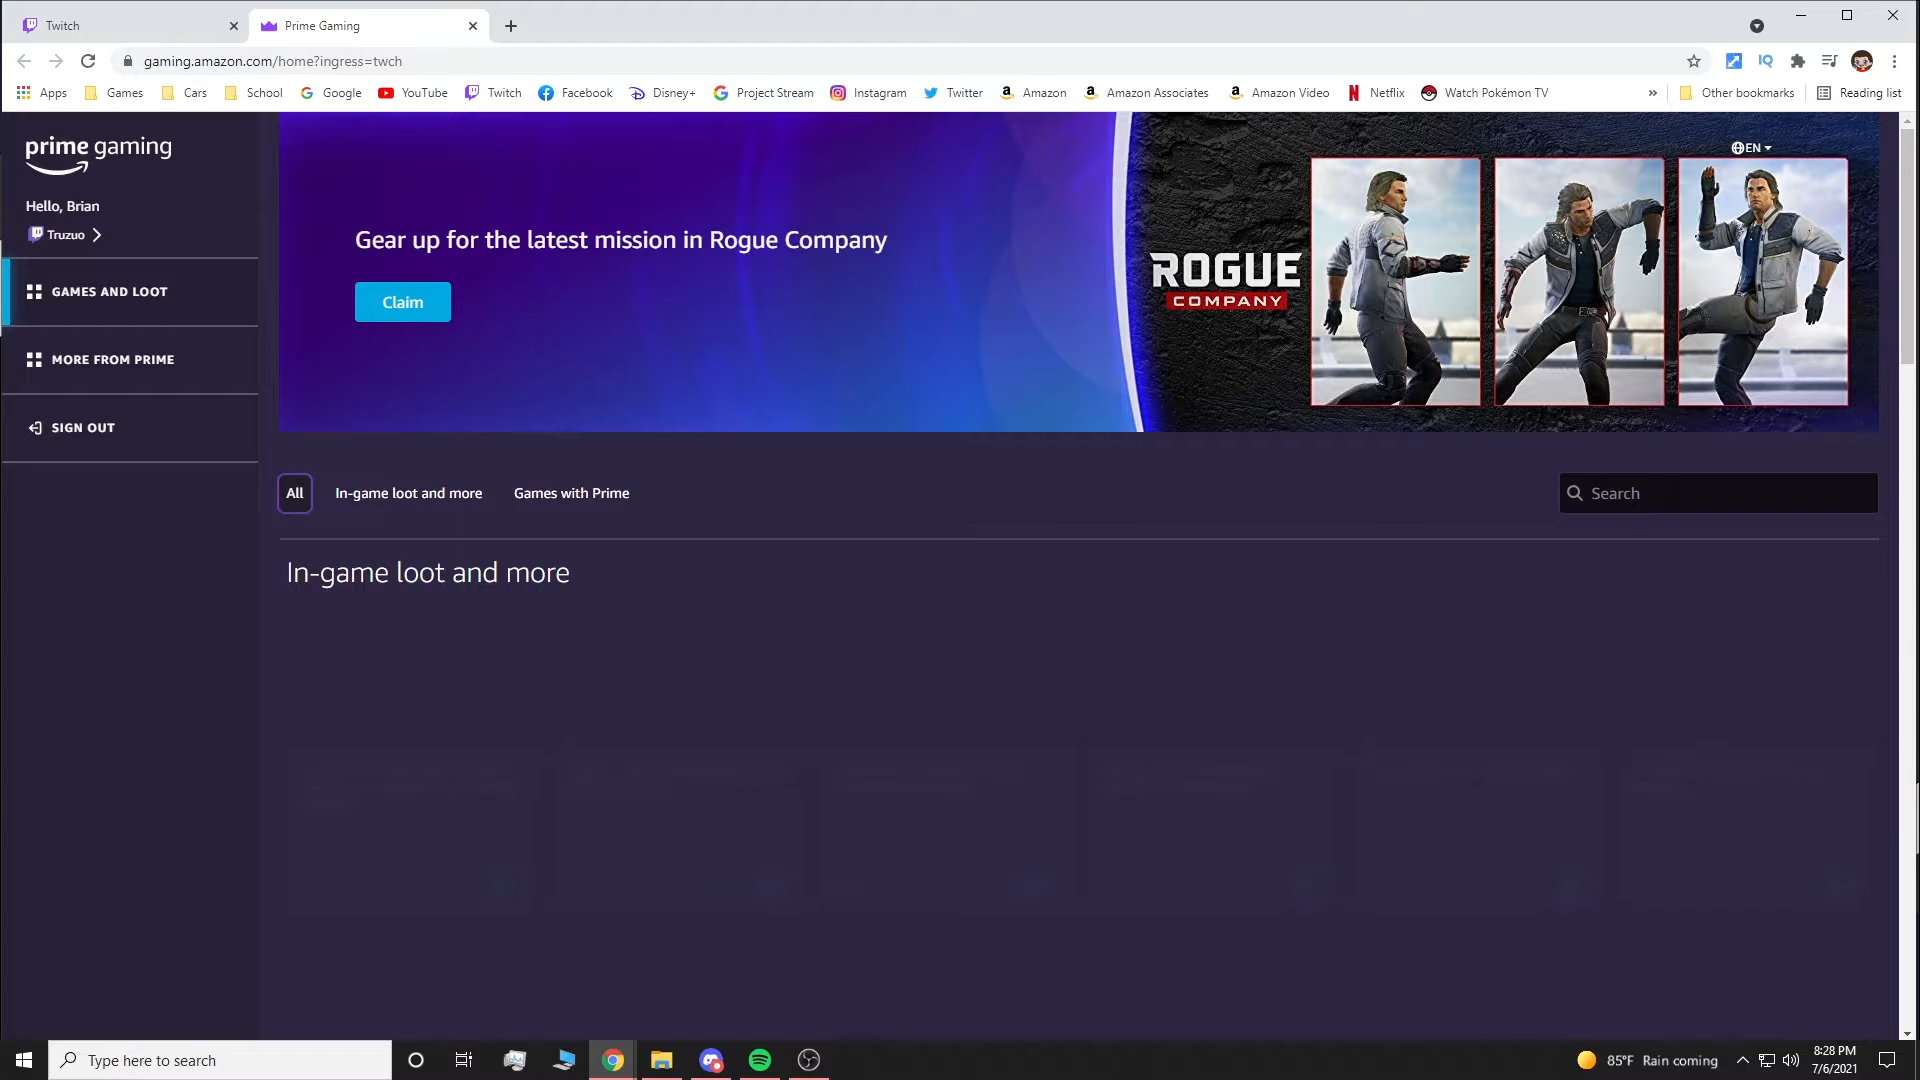 Twitch
Prime Gaming
gaming.amazon.com/home?ingress=twch
Apps
Games
Cars
School
Google
YouTube
Twitch
Facebook
Disney+
Project Stream
Instagram
Twitter
Amazon
Amazon Associates
Amazon Video
Netflix
Watch Pokémon TV
»
Other bookmarks
Reading list
IQ
prime gaming
Hello, Brian
Truzuo
GAMES AND LOOT
MORE FROM PRIME
SIGN OUT
EN
Gear up for the latest mission in Rogue Company
Claim
ROGUE
COMPANY
All
In-game loot and more
Games with Prime
Search
In-game loot and more
Type here to search
85°F Rain coming
8:28 PM
7/6/2021